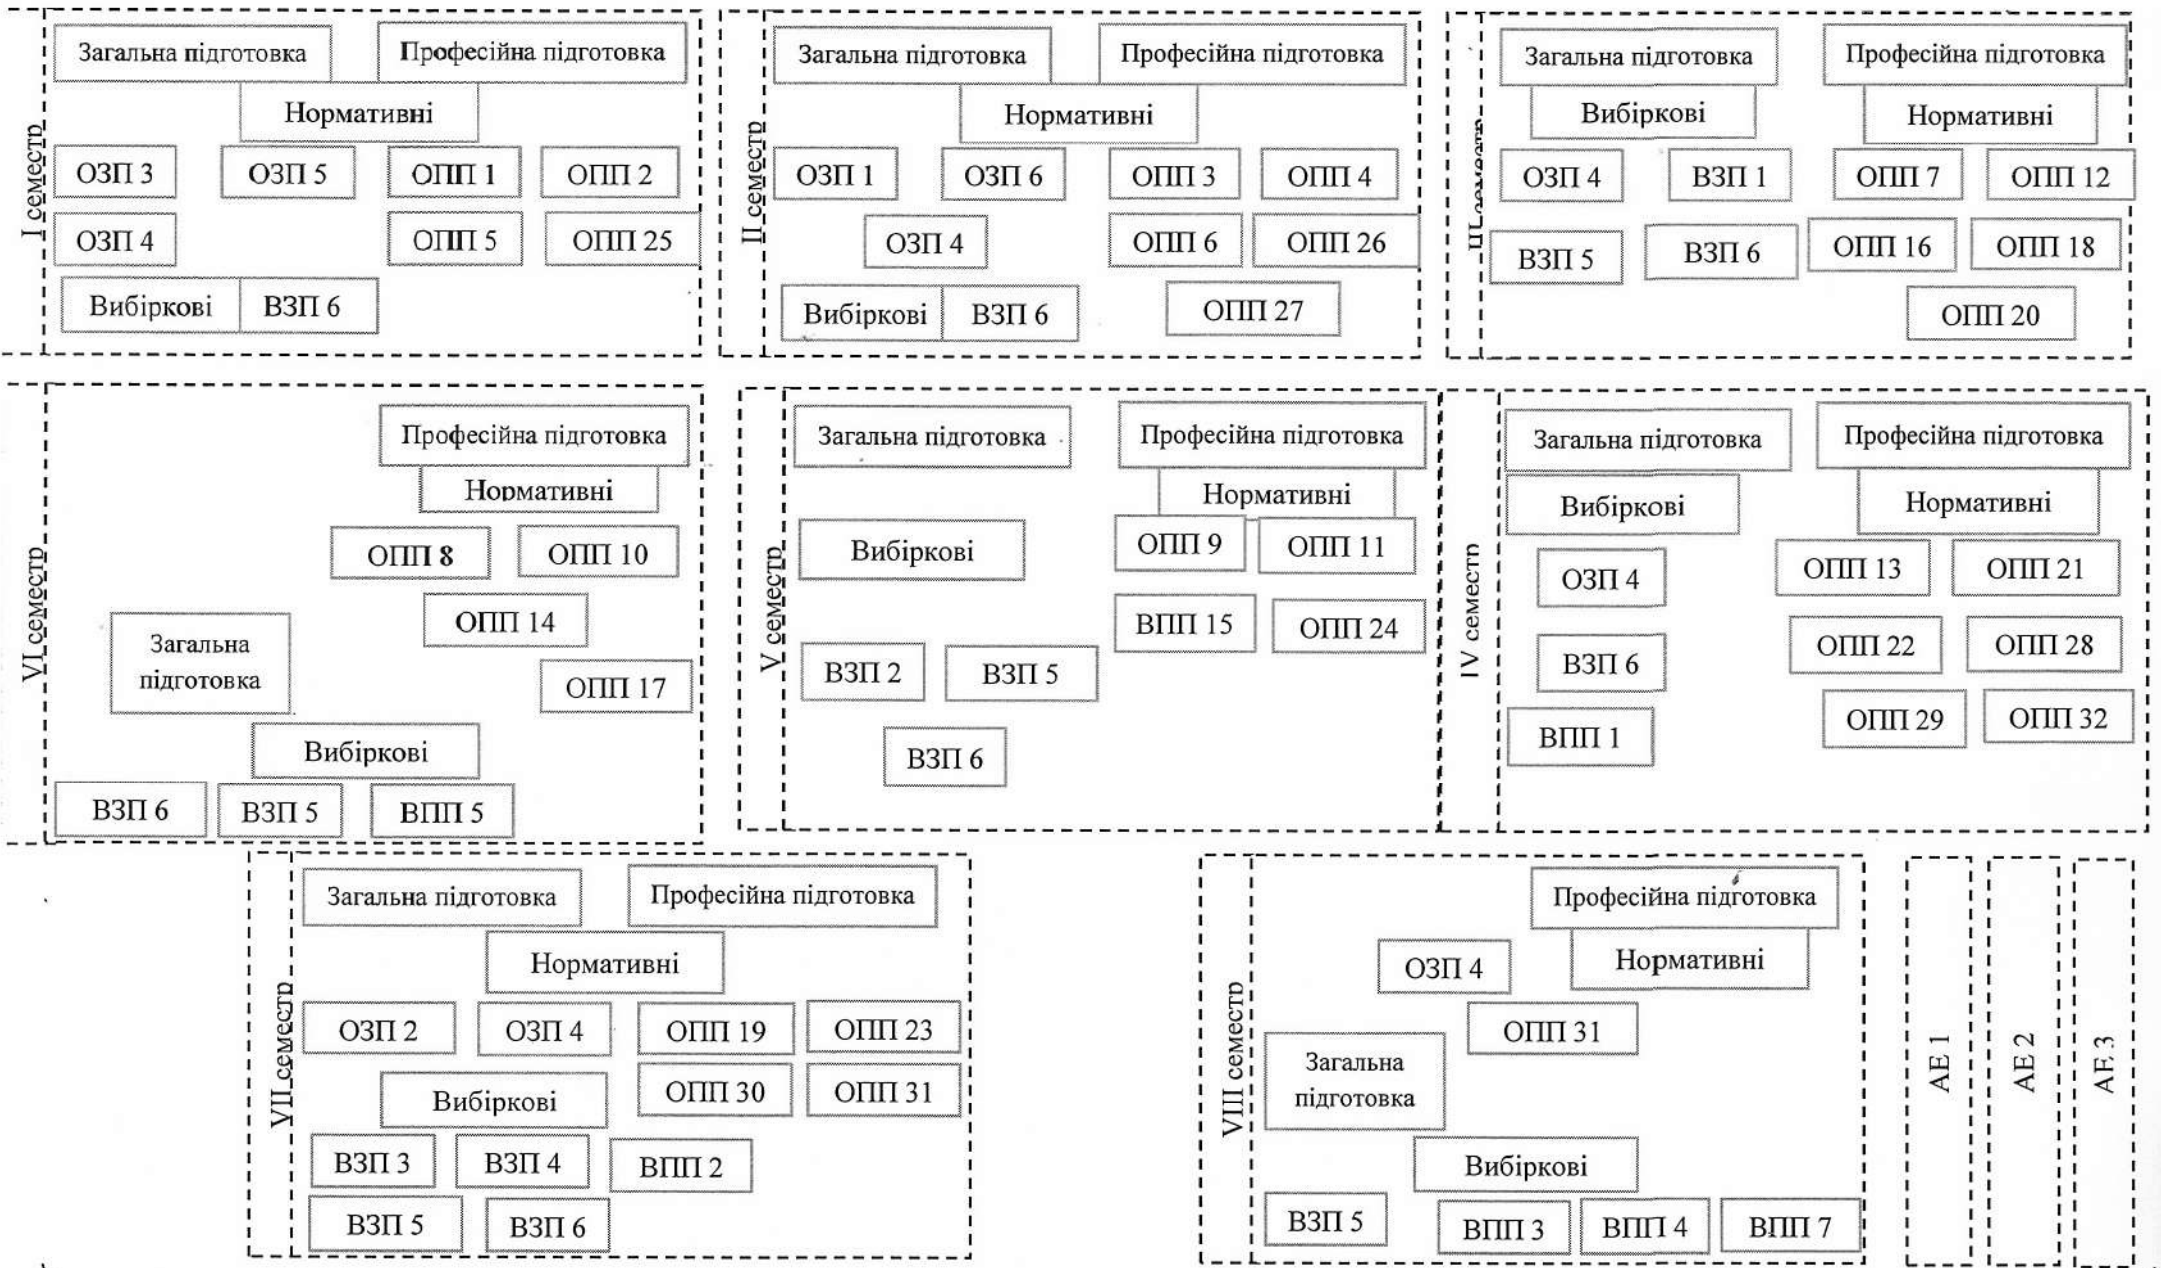 I семестр
Загальна підготовка
Професійна підготовка
Нормативні
ОЗП 3
ОЗП 5
ОПП 1
ОПП 2
ОЗП 4
ОПП 5
ОПП 25
Вибіркові
ВЗП 6
II семестр
Загальна підготовка
Професійна підготовка
Нормативні
ОЗП 1
ОЗП 6
ОПП 3
ОПП 4
ОЗП 4
ОПП 6
ОПП 26
Вибіркові
ВЗП 6
ОПП 27
III семестр
Загальна підготовка
Професійна підготовка
Вибіркові
Нормативні
ОЗП 4
ВЗП 1
ОПП 7
ОПП 12
ВЗП 5
ВЗП 6
ОПП 16
ОПП 18
ОПП 20
VI семестр
Професійна підготовка
Нормативні
ОПП 8
ОПП 10
ОПП 14
Загальна
підготовка
ОПП 17
Вибіркові
ВЗП 6
ВЗП 5
ВПП 5
V семестр
Загальна підготовка
Професійна підготовка
Нормативні
Вибіркові
ОПП 9
ОПП 11
ВПП 15
ОПП 24
ВЗП 2
ВЗП 5
ВЗП 6
IV семестр
Загальна підготовка
Професійна підготовка
Вибіркові
Нормативні
ОЗП 4
ОПП 13
ОПП 21
ВЗП 6
ОПП 22
ОПП 28
ВПП 1
ОПП 29
ОПП 32
VII семестр
Загальна підготовка
Професійна підготовка
Нормативні
ОЗП 2
ОЗП 4
ОПП 19
ОПП 23
Вибіркові
ОПП 30
ОПП 31
ВЗП 3
ВЗП 4
ВПП 2
ВЗП 5
ВЗП 6
VIII семестр
Професійна підготовка
Нормативні
ОЗП 4
ОПП 31
Загальна
підготовка
Вибіркові
ВЗП 5
ВПП 3
ВПП 4
ВПП 7
АЕ 1
АЕ 2
АЕ 3